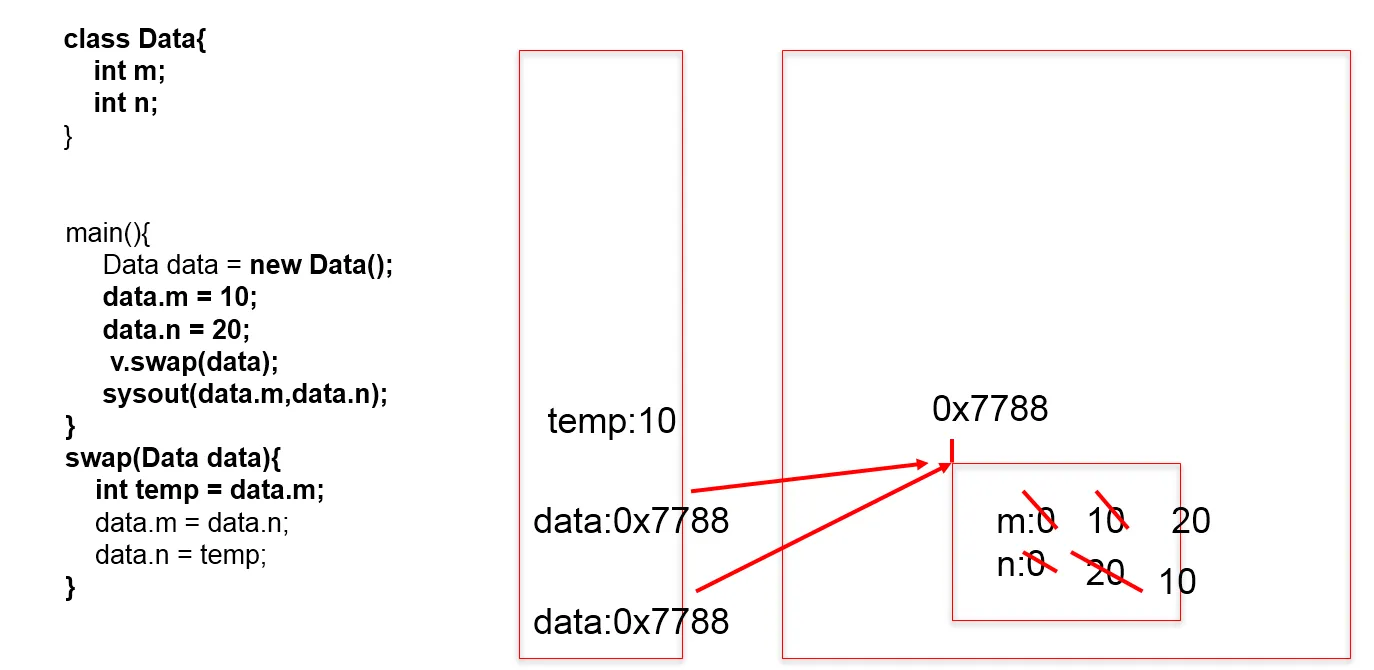 class Data{
int m;
int n;
}
main(){
Data data = new Data();
data.m = 10;
data.n = 20;
v.swap(data);
sysout(data.m,data.n);
}
swap(Data data){
int temp = data.m;
data.m = data.n;
data.n = temp;
}
temp:10
data:0x7788
data:0x7788
0x7788
m:0 10 20
n:0 20 10